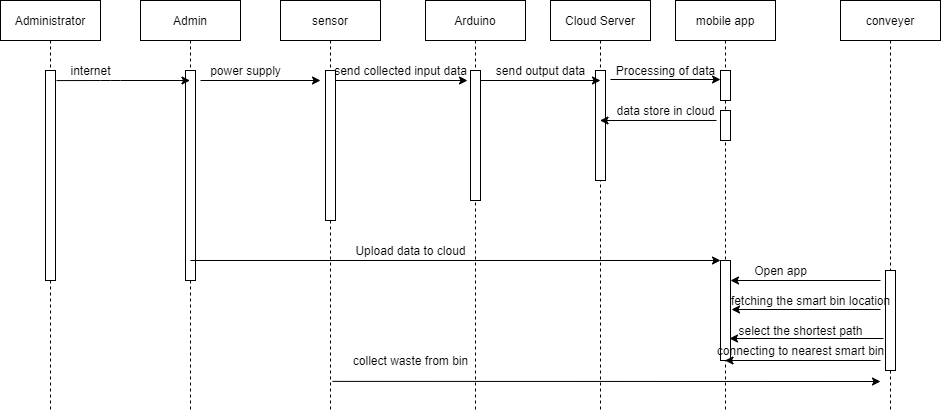 Administrator
Admin
sensor
Arduino
Cloud Server
mobile app
conveyer
internet
power supply
send collected input data
send output data
Processing of data
data store in cloud
Upload data to cloud
Open app
fetching the smart bin location
select the shortest path
connecting to nearest smart bin
collect waste from bin